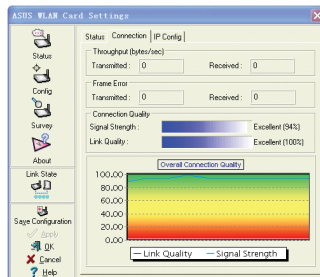 ASUS WLAN Card Settings
Status Connection IP Config
Throughput (bytes/sec)
Transmitted : 0 Received : 0
Frame Error
Transmitted : 0 Received : 0
Connection Quality
Signal Strength : Excellent (94%)
Link Quality : Excellent (100%)
Overall Connection Quality
100.00
80.00
60.00
40.00
20.00
0.00
Link Quality Signal Strength
Status
Config
Survey
About
Link State
Save Configuration
Apply
OK
Cancel
Help